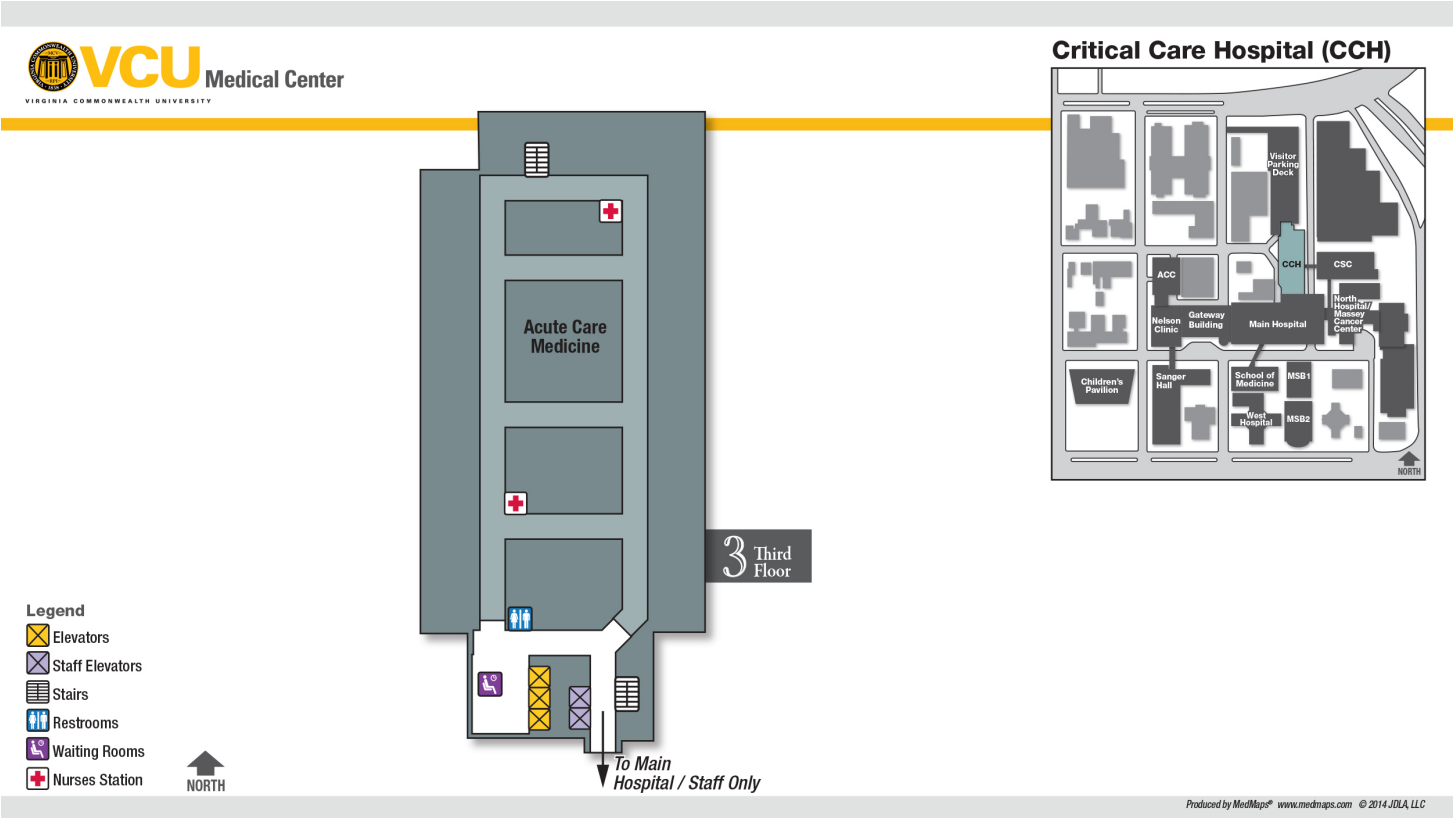 VCU Medical Center
VIRGINIA COMMONWEALTH UNIVERSITY
Critical Care Hospital (CCH)
Visitor
Parking
Deck
CCH
CSC
ACC
North
Hospital/
Massey
Cancer
Center
Nelson
Clinic
Gateway
Building
Main Hospital
Children's
Pavilion
Sanger
Hall
School of
Medicine
MSB1
West
Hospital
MSB2
NORTH
Acute Care
Medicine
3 Third
Floor
Legend
Elevators
Staff Elevators
Stairs
Restrooms
Waiting Rooms
Nurses Station
NORTH
To Main
Hospital / Staff Only
Produced by MedMaps® www.medmaps.com © 2014 JDLA, LLC